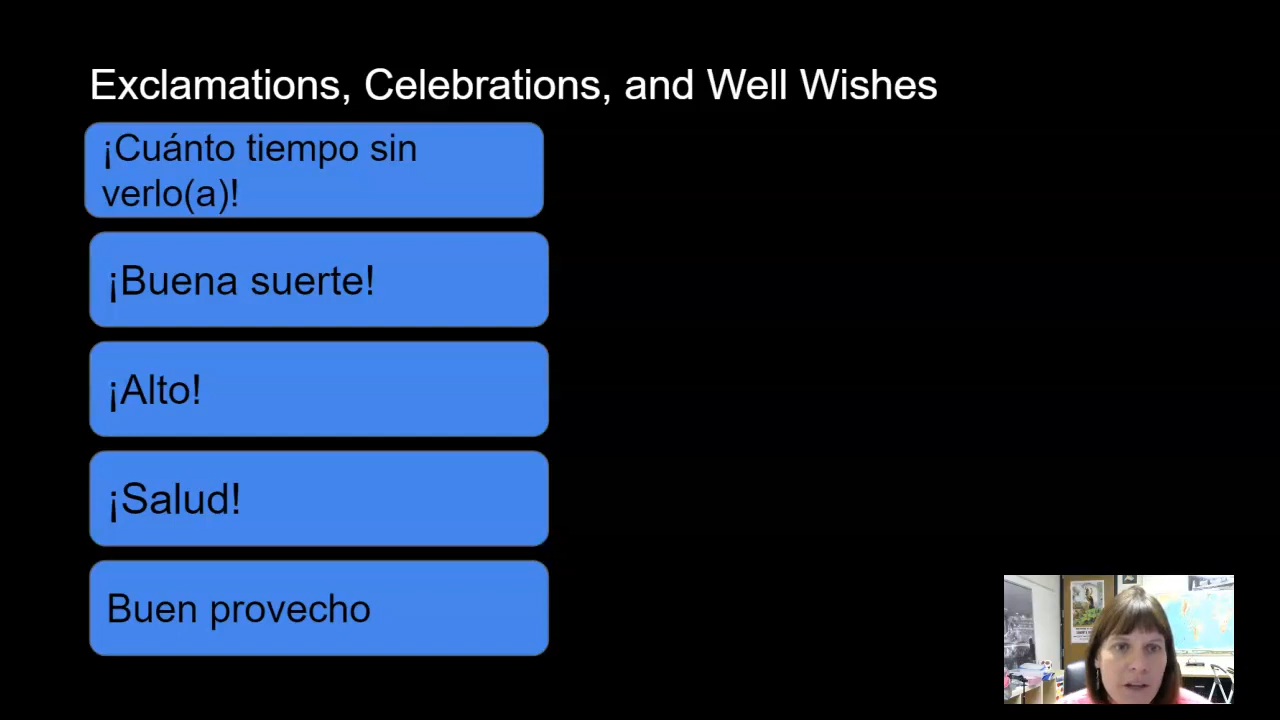 Exclamations, Celebrations, and Well Wishes
¡Cuánto tiempo sin
verlo(a)!
¡Buena suerte!
¡Alto!
¡Salud!
Buen provecho